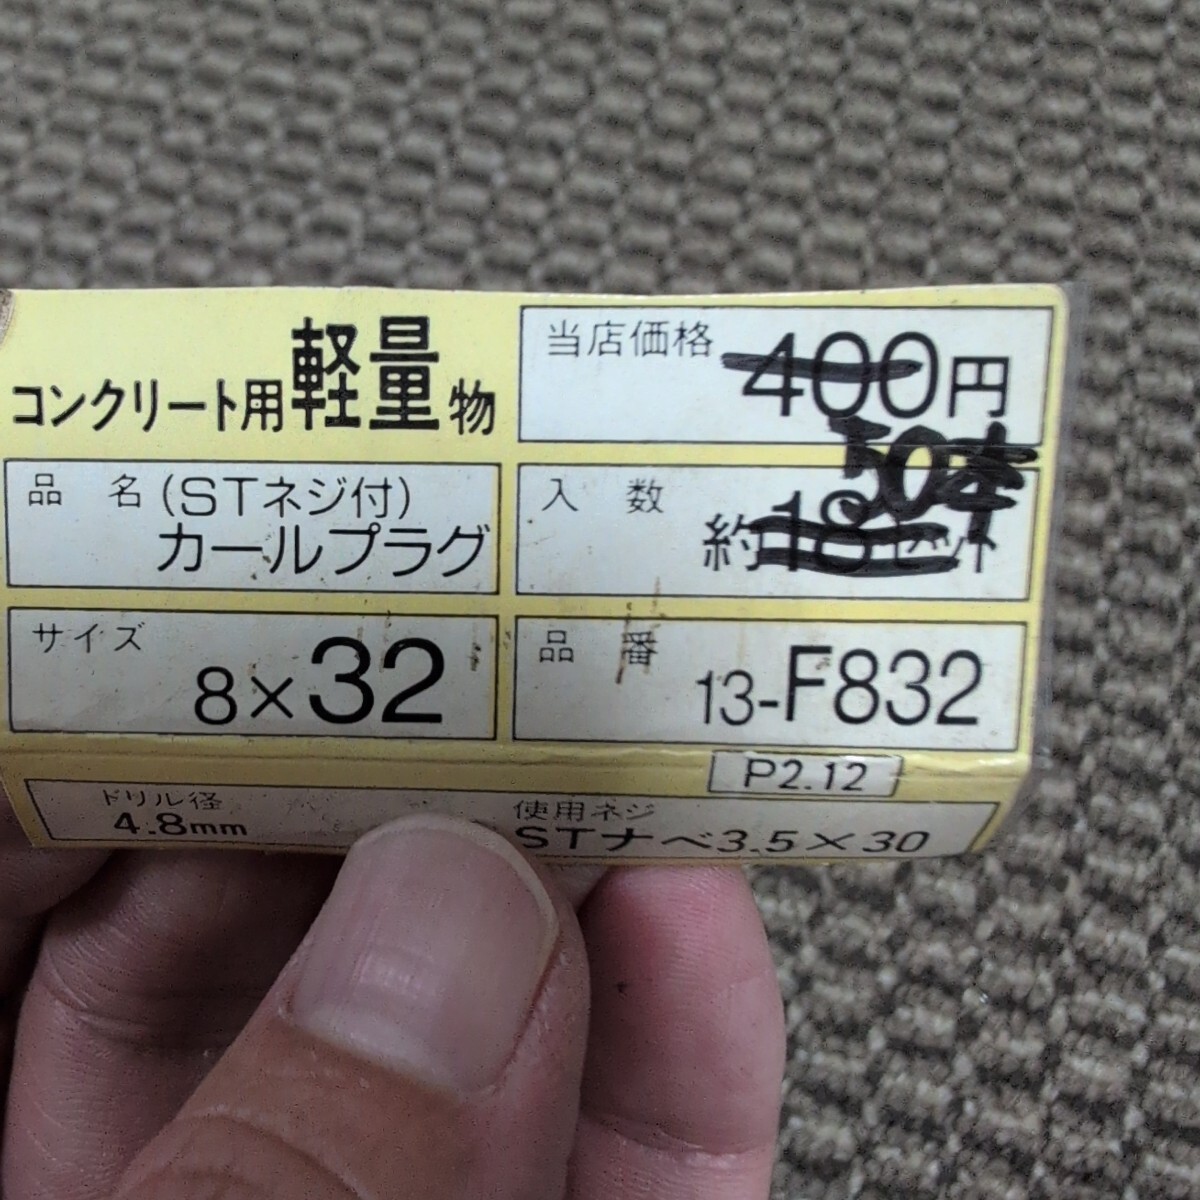 コンクリート用軽量物
当店価格 400円
品名 (STネジ付)
カールプラグ
入数 約18セット
50本
サイズ 8×32
品番 13-F832
P2.12
ドリル径
4.8mm
使用ネジ
STナベ3.5×30